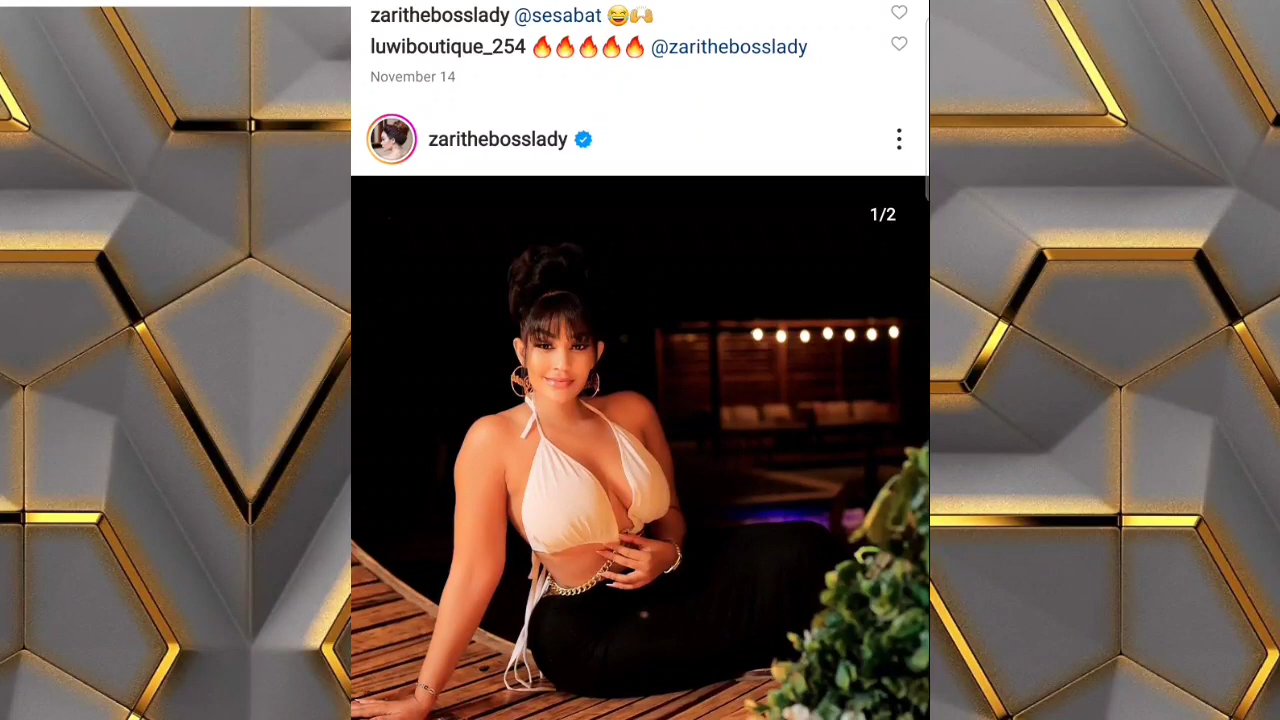 zarithebosslady @sesabat 😂🙌
luwiboutique_254 🔥🔥🔥🔥🔥 @zarithebosslady
November 14
zarithebosslady
1/2